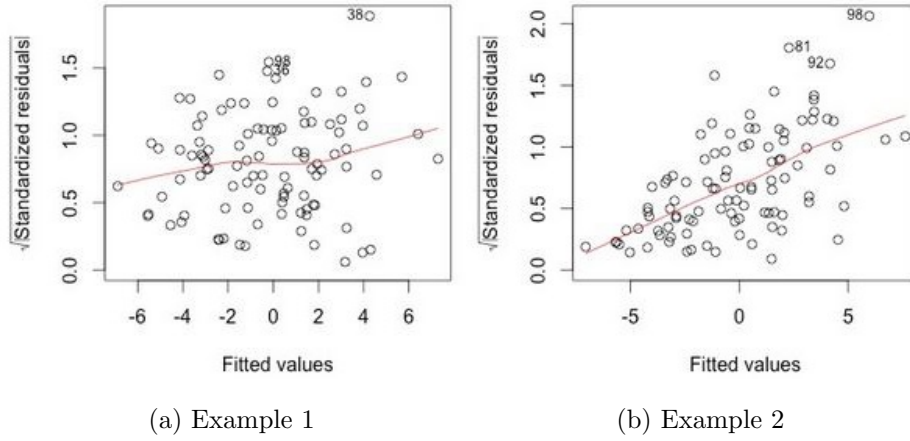 38
98
36
√|Standardized residuals|
0.0 0.5 1.0 1.5
-6 -4 -2 0 2 4 6
Fitted values
(a) Example 1
98
81
92
√|Standardized residuals|
0.0 0.5 1.0 1.5 2.0
-5 0 5
Fitted values
(b) Example 2